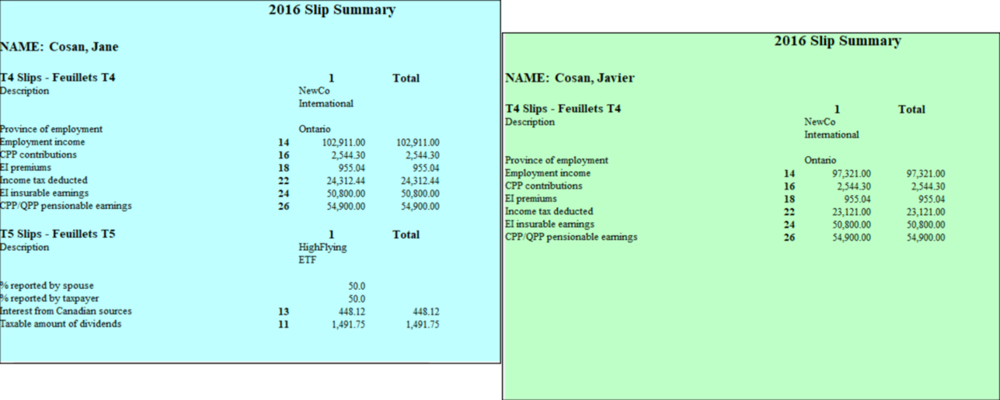 2016 Slip Summary
NAME: Cosan, Jane
T4 Slips - Feuillets T4 1 Total
Description NewCo
International
Province of employment Ontario
Employment income 14 102,911.00 102,911.00
CPP contributions 16 2,544.30 2,544.30
EI premiums 18 955.04 955.04
Income tax deducted 22 24,312.44 24,312.44
EI insurable earnings 24 50,800.00 50,800.00
CPP/QPP pensionable earnings 26 54,900.00 54,900.00
T5 Slips - Feuillets T5 1 Total
Description HighFlying
ETF
% reported by spouse 50.0
% reported by taxpayer 50.0
Interest from Canadian sources 13 448.12 448.12
Taxable amount of dividends 11 1,491.75 1,491.75
2016 Slip Summary
NAME: Cosan, Javier
T4 Slips - Feuillets T4 1 Total
Description NewCo
International
Province of employment Ontario
Employment income 14 97,321.00 97,321.00
CPP contributions 16 2,544.30 2,544.30
EI premiums 18 955.04 955.04
Income tax deducted 22 23,121.00 23,121.00
EI insurable earnings 24 50,800.00 50,800.00
CPP/QPP pensionable earnings 26 54,900.00 54,900.00